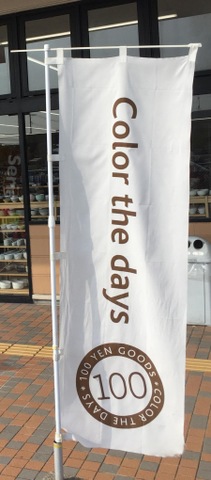 Color the days
100 YEN GOODS
100
COLOR THE DAYS